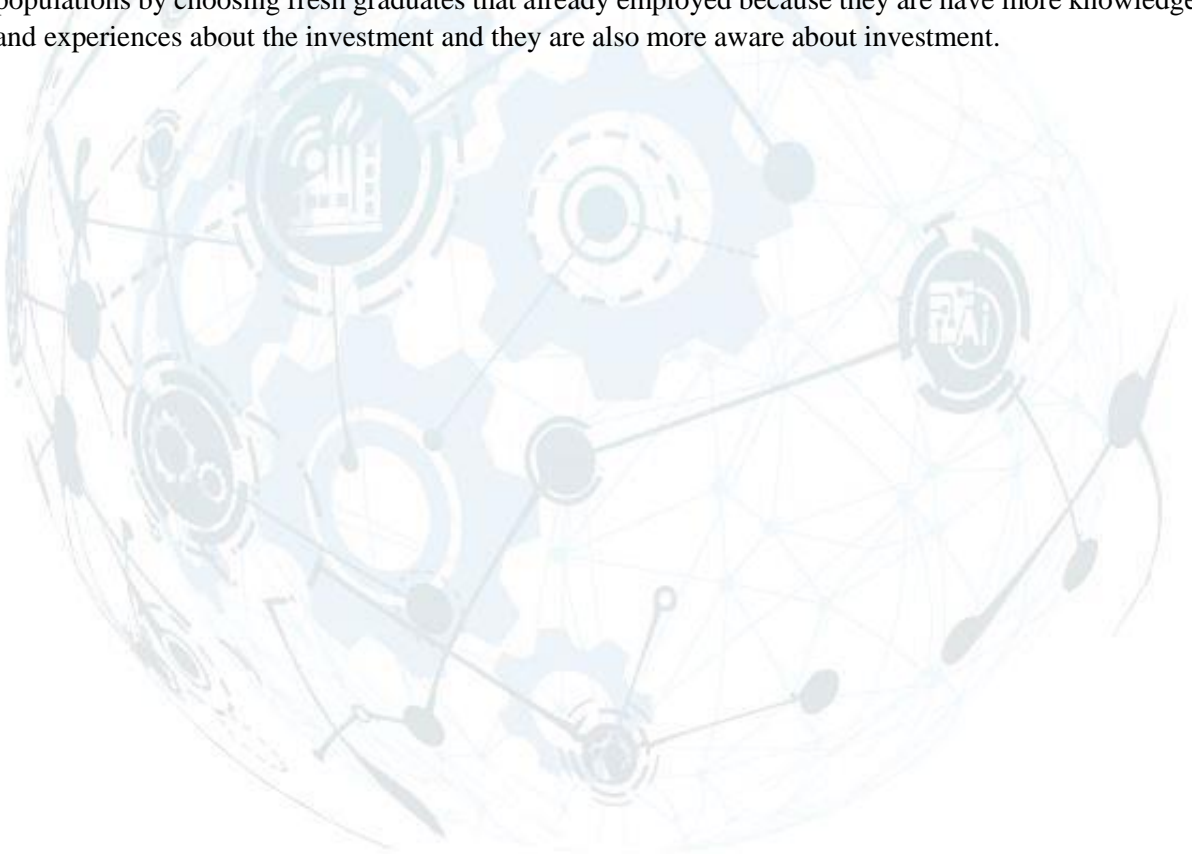 populations by choosing fresh graduates that already employed because they are have more knowledge
and experiences about the investment and they are also more aware about investment.